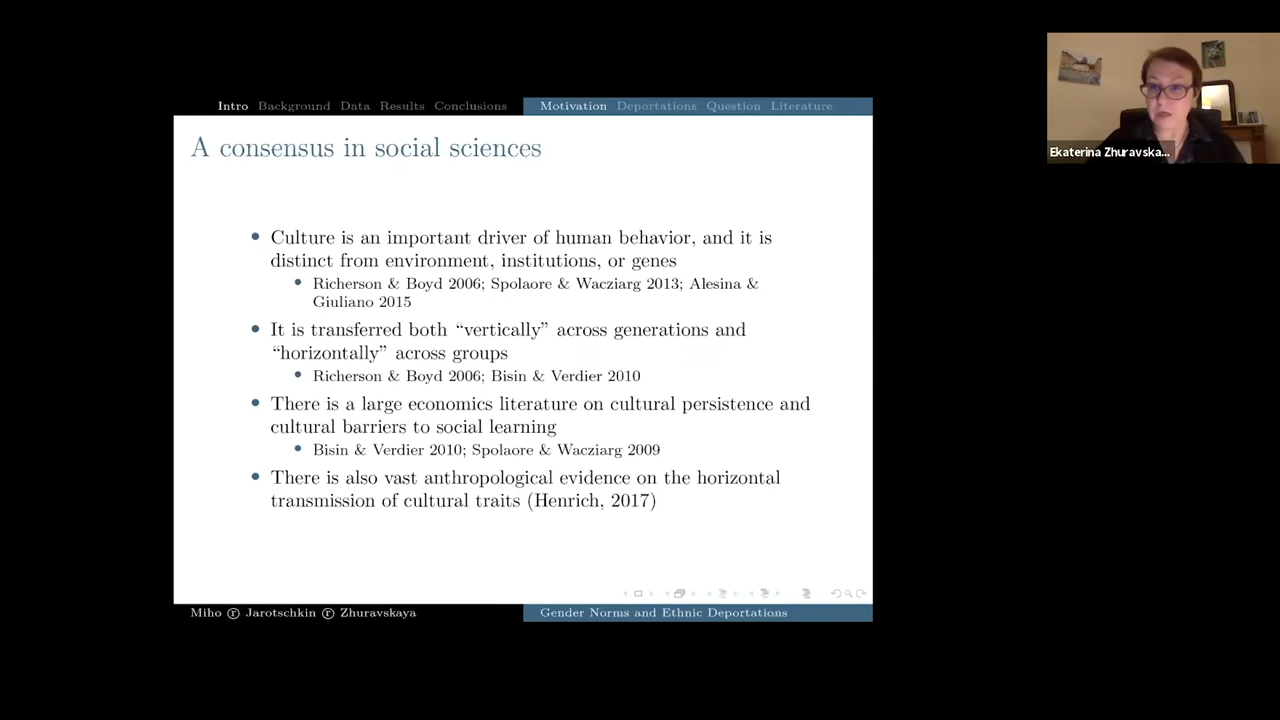 Intro Background Data Results Conclusions Motivation Deportations Question Literature
A consensus in social sciences
Ekaterina Zhuravska...
• Culture is an important driver of human behavior, and it is
distinct from environment, institutions, or genes
• Richerson & Boyd 2006; Spolaore & Wacziarg 2013; Alesina &
Giuliano 2015
• It is transferred both “vertically” across generations and
“horizontally” across groups
• Richerson & Boyd 2006; Bisin & Verdier 2010
• There is a large economics literature on cultural persistence and
cultural barriers to social learning
• Bisin & Verdier 2010; Spolaore & Wacziarg 2009
• There is also vast anthropological evidence on the horizontal
transmission of cultural traits (Henrich, 2017)
Miho ⓡ Jarotschkin ⓡ Zhuravskaya Gender Norms and Ethnic Deportations